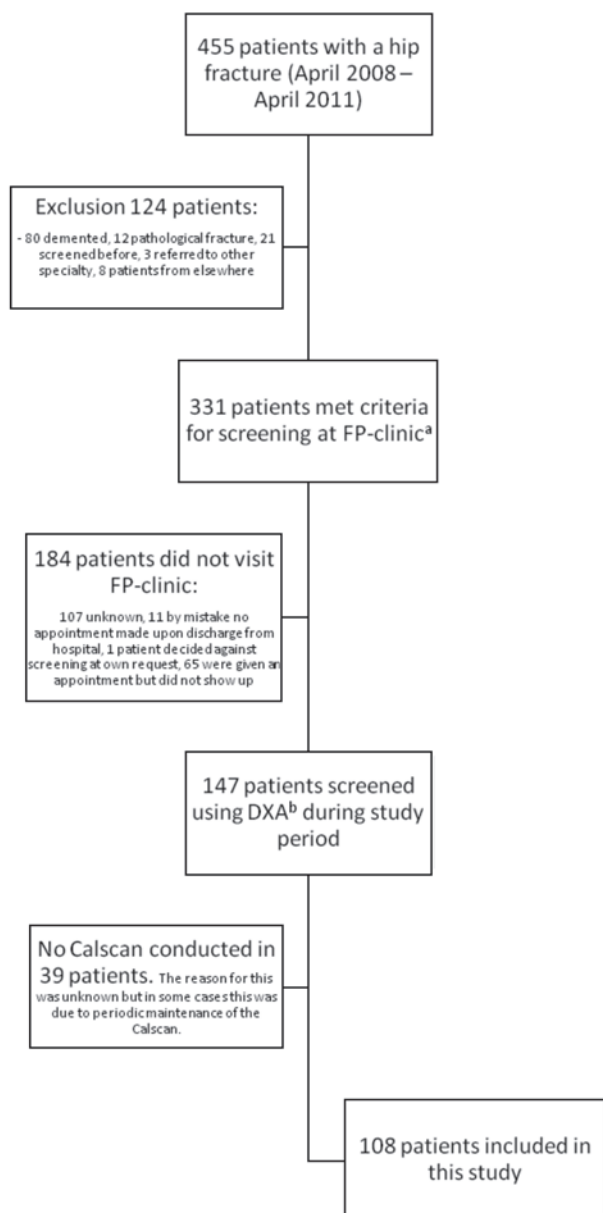 455 patients with a hip
fracture (April 2008 –
April 2011)
Exclusion 124 patients:
- 80 demented, 12 pathological fracture, 21
screened before, 3 referred to other
specialty, 8 patients from elsewhere
331 patients met criteria
for screening at FP-clinicᵃ
184 patients did not visit
FP-clinic:
107 unknown, 11 by mistake no
appointment made upon discharge from
hospital, 1 patient decided against
screening at own request, 65 were given an
appointment but did not show up
147 patients screened
using DXAᵇ during study
period
No Calscan conducted in
39 patients. The reason for this
was unknown but in some cases this was
due to periodic maintenance of the
Calscan.
108 patients included in
this study